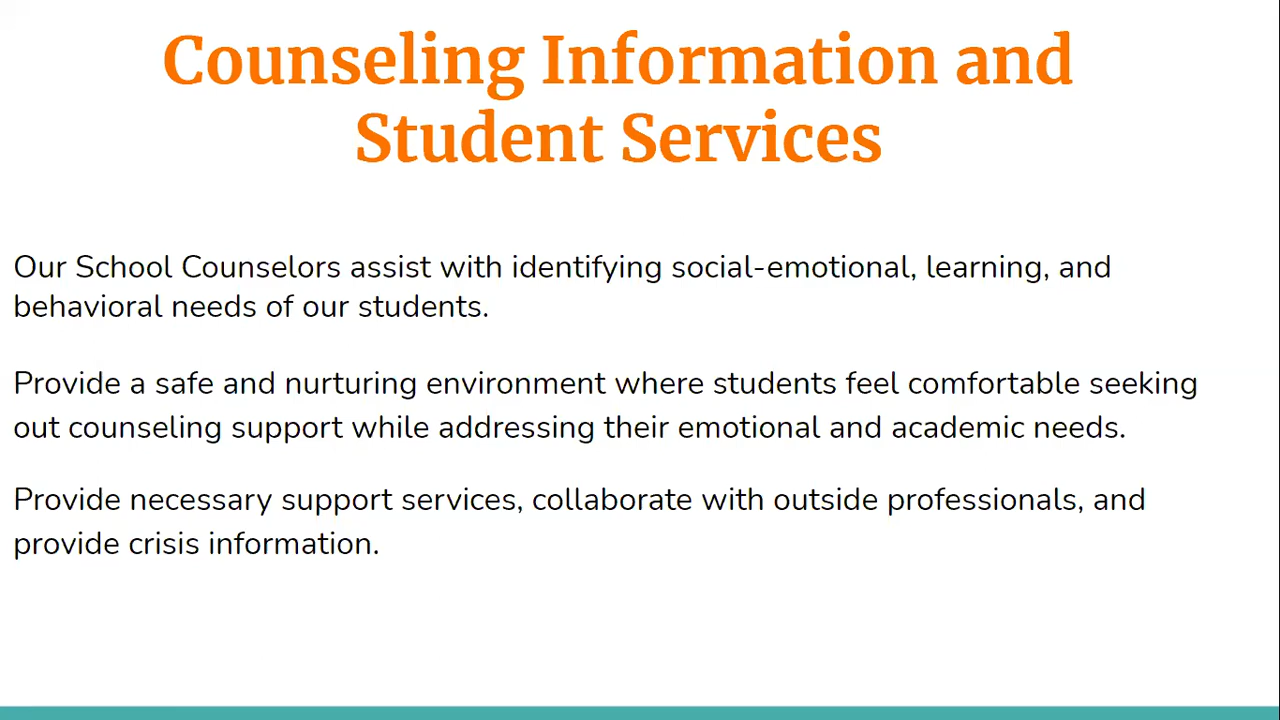 Counseling Information and
Student Services
Our School Counselors assist with identifying social-emotional, learning, and
behavioral needs of our students.
Provide a safe and nurturing environment where students feel comfortable seeking
out counseling support while addressing their emotional and academic needs.
Provide necessary support services, collaborate with outside professionals, and
provide crisis information.